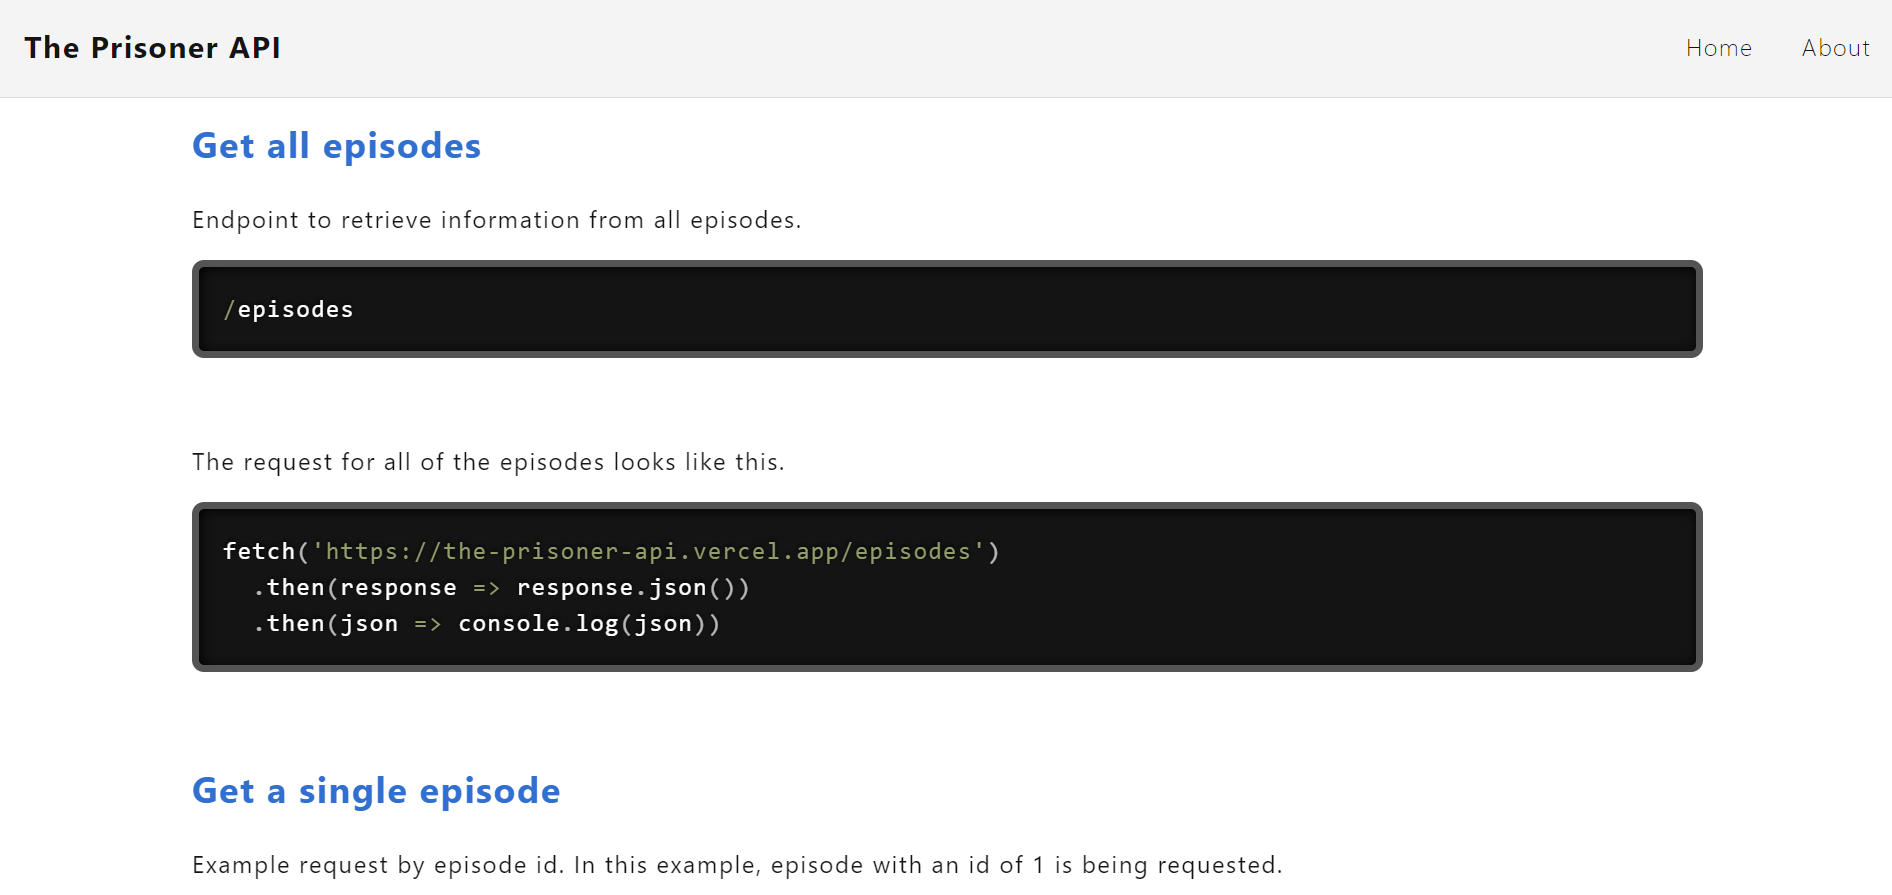 The Prisoner API
Home
About
Get all episodes
Endpoint to retrieve information from all episodes.
/episodes
The request for all of the episodes looks like this.
fetch('https://the-prisoner-api.vercel.app/episodes')
  .then(response => response.json())
  .then(json => console.log(json))
Get a single episode
Example request by episode id. In this example, episode with an id of 1 is being requested.